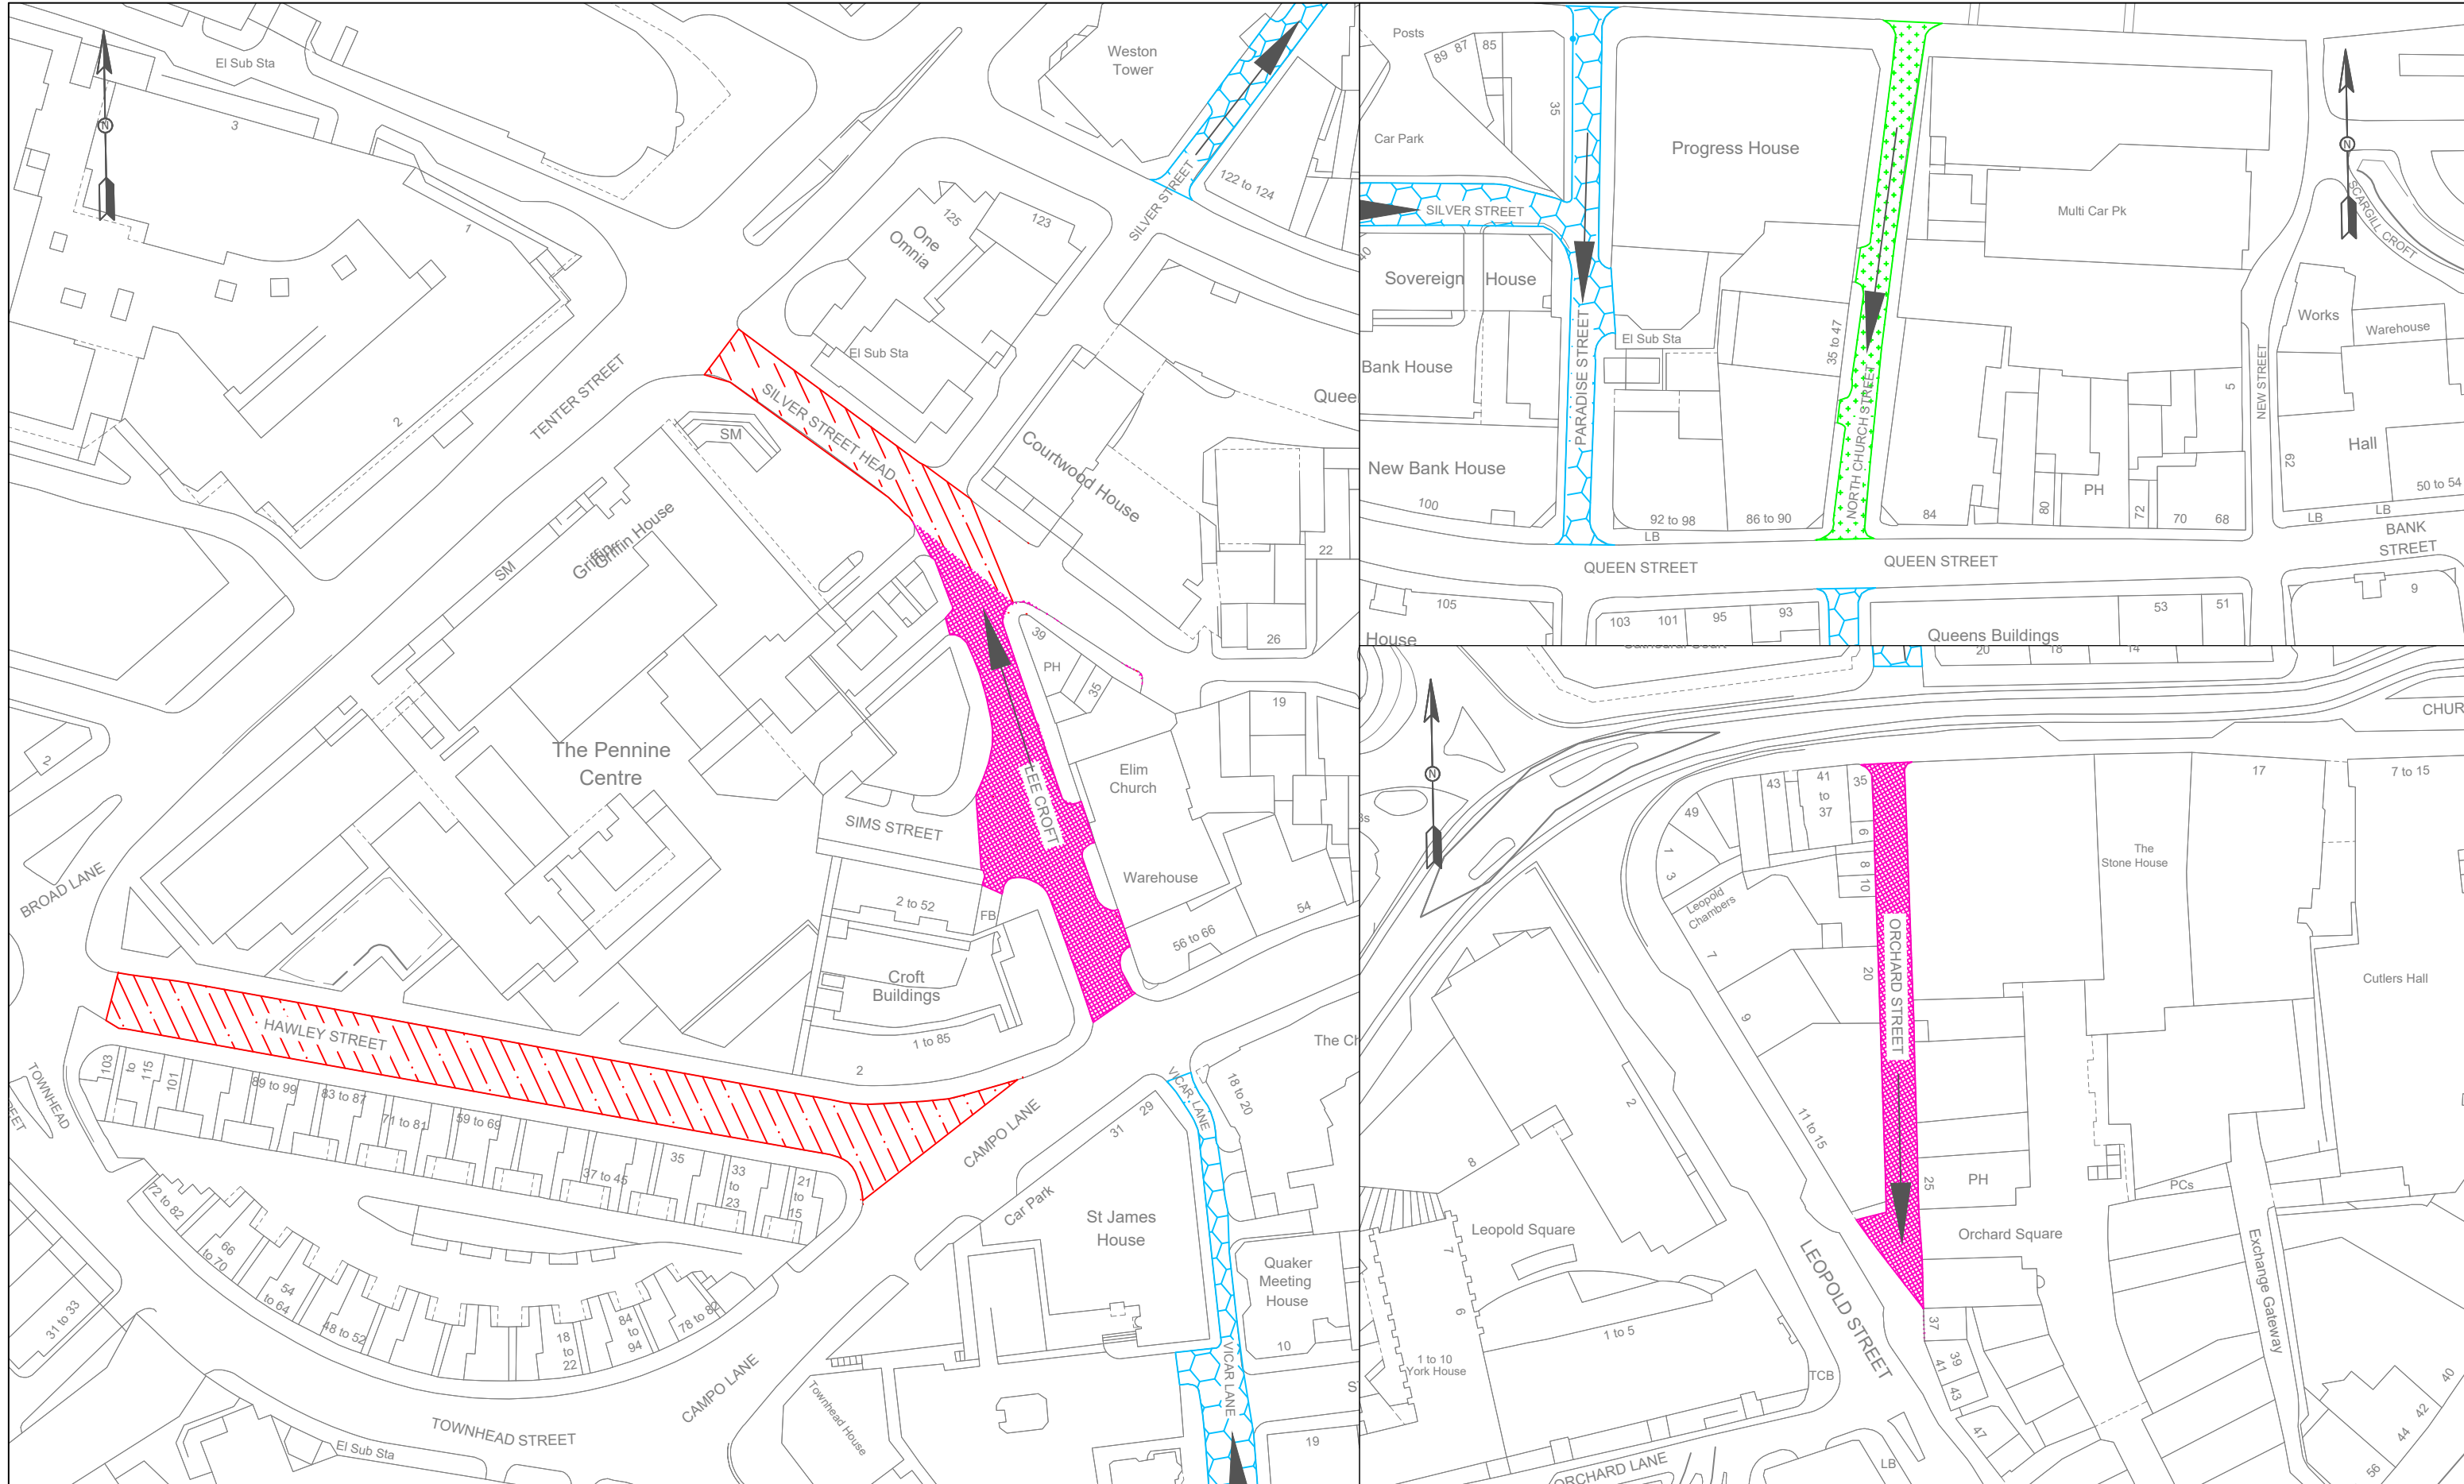 El Sub Sta
N
3
1
2
Weston
Tower
122 to 124
SILVER STREET
One
Omnia
125
123
El Sub Sta
TENTER STREET
SILVER STREET HEAD
SM
Courtwood House
22
26
Griffin House
SM
The Pennine
Centre
39
PH
35
19
Elim
Church
LEE CROFT
SIMS STREET
Warehouse
2 to 52
FB
56 to 66
54
Croft
Buildings
1 to 85
2
2
BROAD LANE
HAWLEY STREET
TOWNHEAD
103
to
115
101
89 to 99
83 to 87
71 to 81
59 to 69
37 to 45
35
33
to
23
21
to
15
CAMPO LANE
VICAR LANE
18 to 20
29
31
Car Park
St James
House
Quaker
Meeting
House
10
VICAR LANE
19
72 to 82
66
to 70
54
to 64
48 to 52
18
to
22
84
to
94
78 to 82
31 to 33
CAMPO LANE
Townhead House
TOWNHEAD STREET
El Sub Sta
Posts
89
87
85
35
Car Park
SILVER STREET
Progress House
Sovereign House
40
Bank House
New Bank House
100
PARADISE STREET
El Sub Sta
35 to 47
NORTH CHURCH STREET
92 to 98
86 to 90
LB
QUEEN STREET
QUEEN STREET
Multi Car Pk
N
SCARGILL CROFT
Works
Warehouse
NEW STREET
5
62
Hall
50 to 54
84
80
PH
72
70
68
LB
LB
BANK
STREET
9
105
House
103
101
95
93
Queens Buildings
53
51
20
18
14
N
CHUR
43
41
to
37
35
49
6
8
10
1
3
Leopold
Chambers
7
9
20
11 to 15
ORCHARD STREET
The
Stone House
17
7 to 15
Cutlers Hall
25
PH
PCs
Orchard Square
Exchange Gateway
2
8
Leopold Square
7
6
1 to 5
1 to 10
York House
LEOPOLD STREET
TCB
37
39
41
43
47
ORCHARD LANE
LB
40
42
44
56